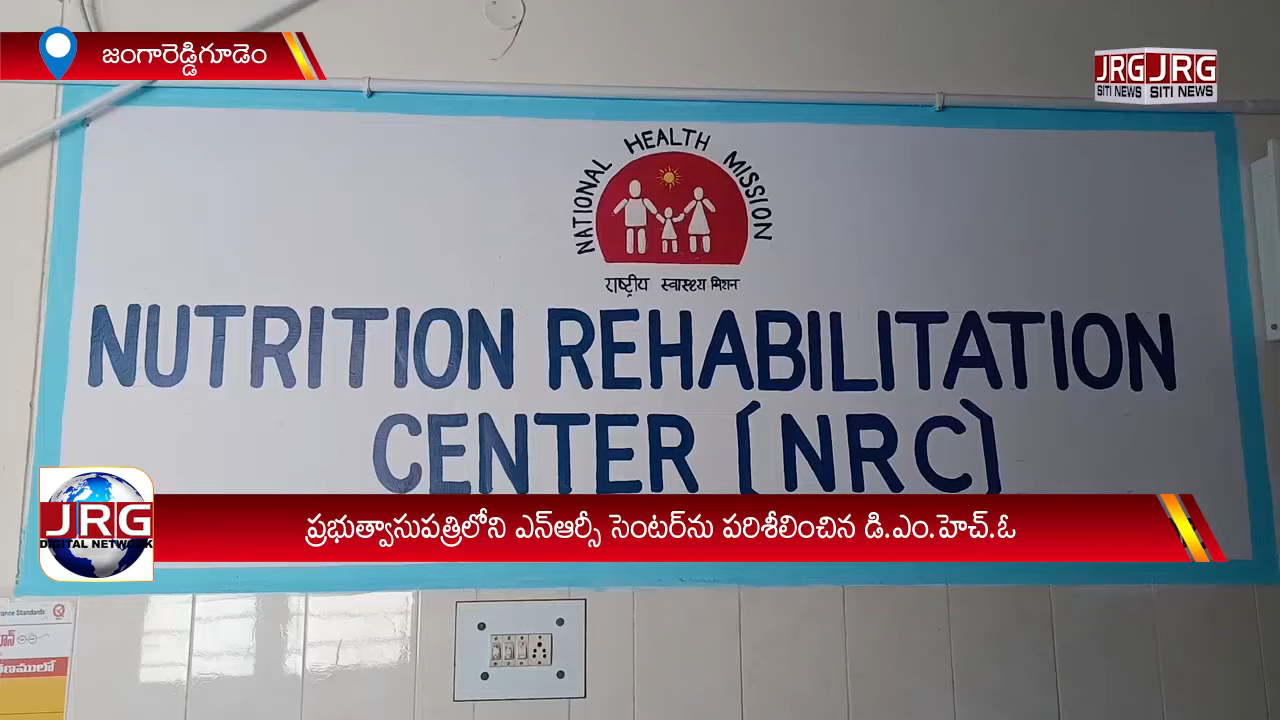 జంగారెడ్డిగూడెం
JRG JRG
SITI NEWS SITI NEWS
NATIONAL HEALTH MISSION
राष्ट्रीय स्वास्थ्य मिशन
NUTRITION REHABILITATION
CENTER (NRC)
JRG
DIGITAL NETWORK
ప్రభుత్వాసుపత్రిలోని ఎన్ఆర్సీ సెంటర్‌ను పరిశీలించిన డి.ఎం.హెచ్.ఓ
Standards